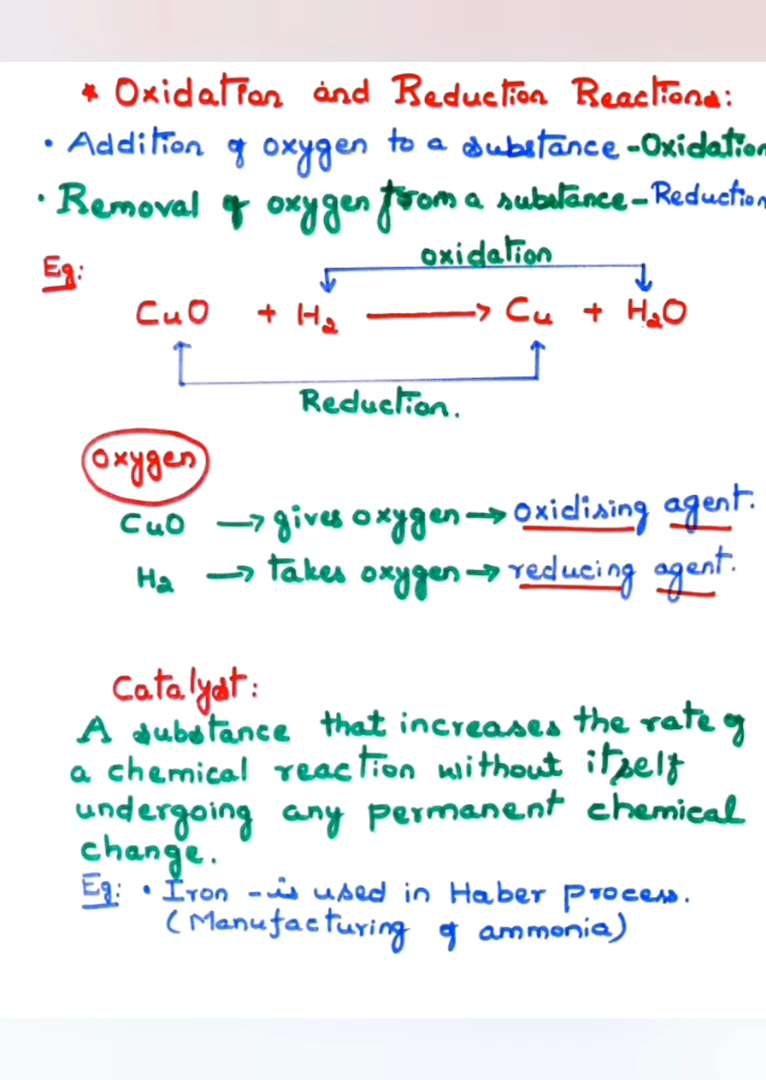 * Oxidation and Reduction Reactions:
• Addition of oxygen to a substance - Oxidation
• Removal of oxygen from a substance - Reduction
Eg:
oxidation
CuO + H₂ ⟶ Cu + H₂O
Reduction.
oxygen
CuO → gives oxygen → oxidising agent.
H₂ → takes oxygen → reducing agent.
Catalyst:
A substance that increases the rate of
a chemical reaction without itself
undergoing any permanent chemical
change.
Eg: • Iron - is used in Haber process.
(Manufacturing of ammonia)